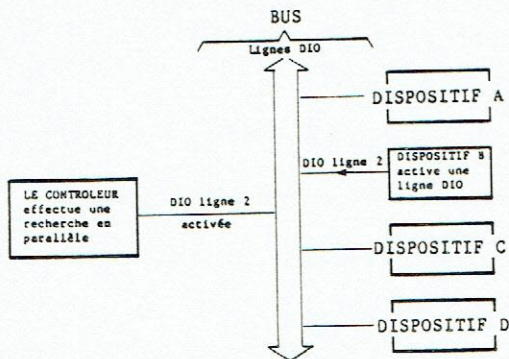 BUS
Lignes DIO
DISPOSITIF A
DIO ligne 2
DISPOSITIF B
active une
ligne DIO
LE CONTROLEUR
effectue une
recherche en
parallèle
DIO ligne 2
activée
DISPOSITIF C
DISPOSITIF D